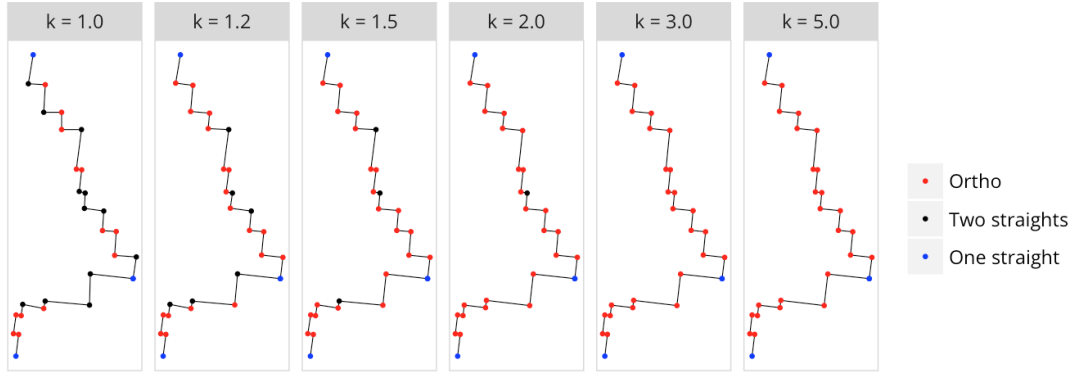 k = 1.0
k = 1.2
k = 1.5
k = 2.0
k = 3.0
k = 5.0
Ortho
Two straights
One straight